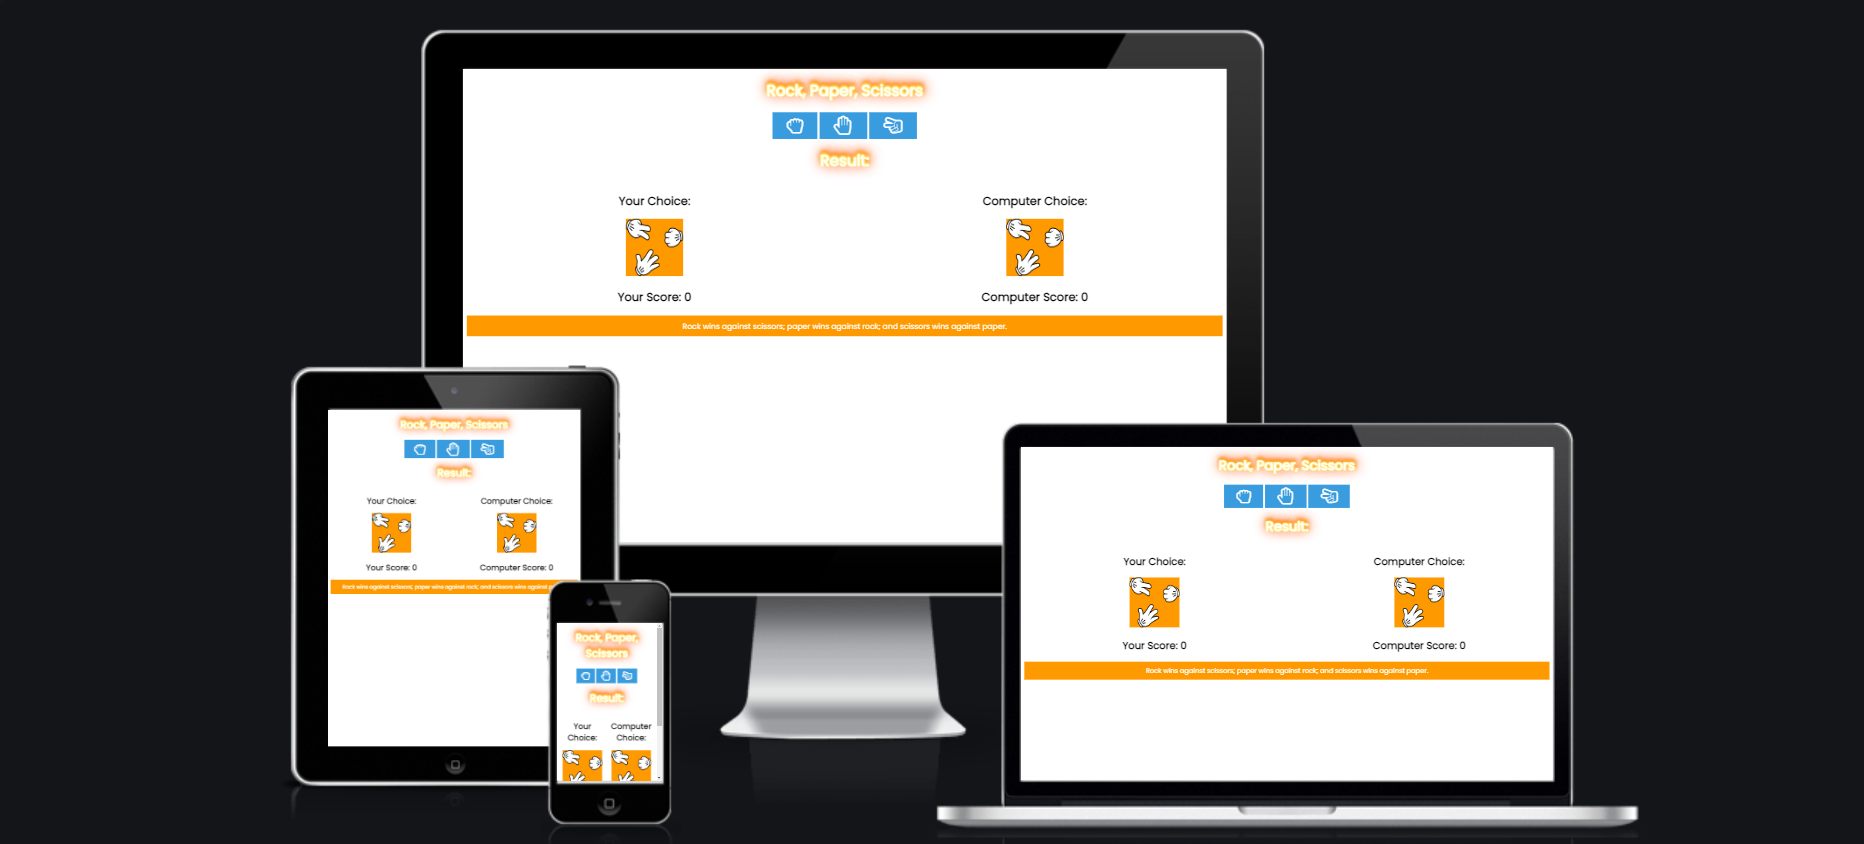 Rock, Paper, Scissors
Result:
Your Choice:
Computer Choice:
Your Score: 0
Computer Score: 0
Rock wins against scissors; paper wins against rock; and scissors wins against paper.
Rock, Paper, Scissors
Result:
Your Choice:
Computer Choice:
Your Score: 0
Computer Score: 0
Rock wins against scissors; paper wins against rock; and scissors wins against
Rock, Paper,
Scissors
Result:
Your
Choice:
Computer
Choice:
Rock, Paper, Scissors
Result:
Your Choice:
Computer Choice:
Your Score: 0
Computer Score: 0
Rock wins against scissors; paper wins against rock; and scissors wins against paper.